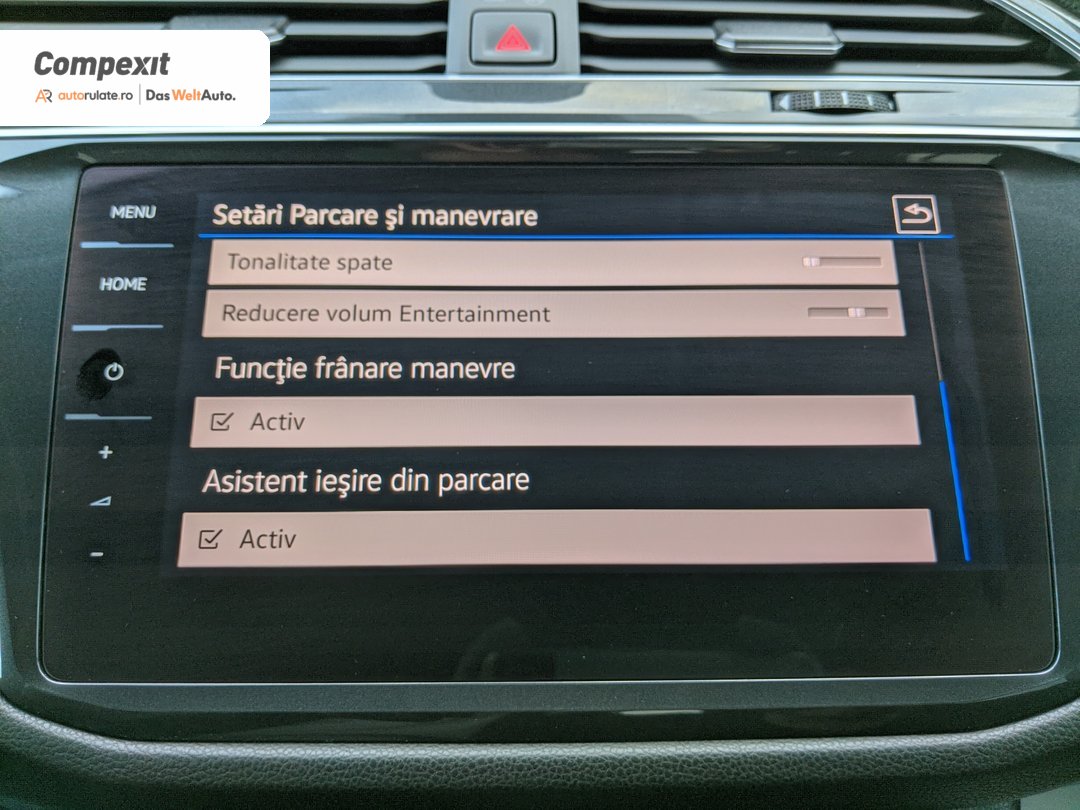 Compexit
AR autorulate.ro | Das WeltAuto.
MENU
Setări Parcare şi manevrare
Tonalitate spate
HOME
Reducere volum Entertainment
Funcţie frânare manevre
Activ
+
Asistent ieşire din parcare
Activ
-